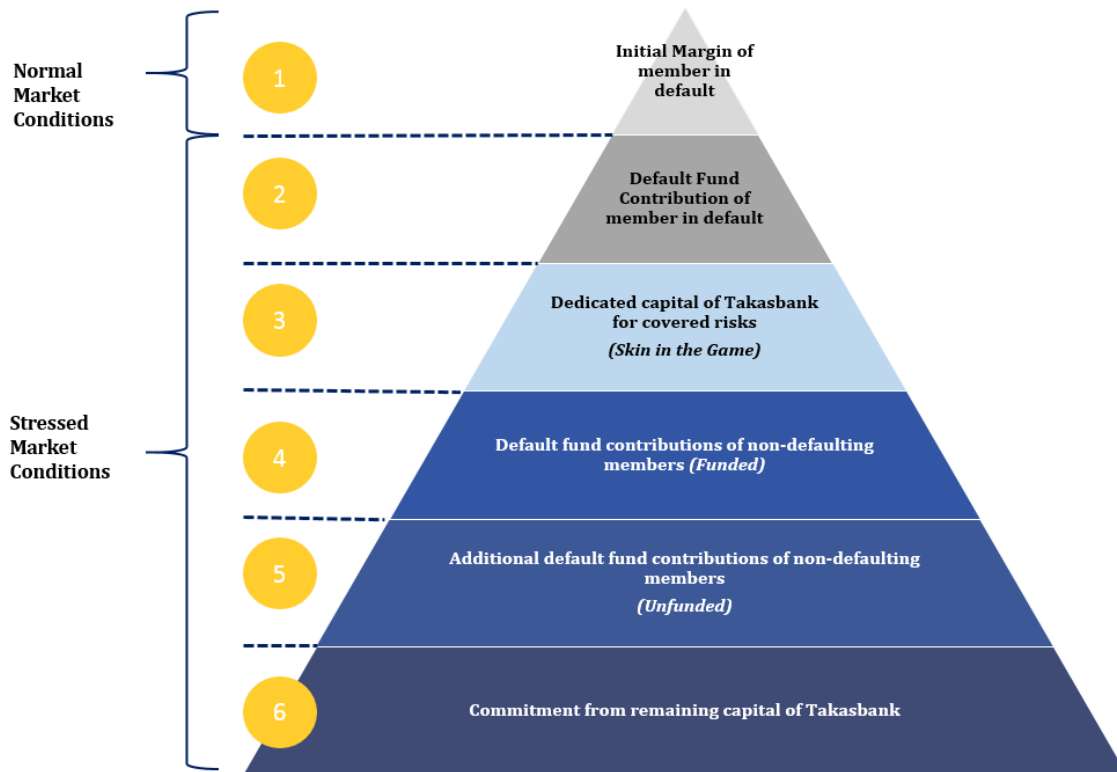 Normal
Market
Conditions
1
Initial Margin of
member in
default
2
Default Fund
Contribution of
member in default
3
Dedicated capital of Takasbank
for covered risks
(Skin in the Game)
Stressed
Market
Conditions
4
Default fund contributions of non-defaulting
members (Funded)
5
Additional default fund contributions of non-defaulting
members
(Unfunded)
6
Commitment from remaining capital of Takasbank